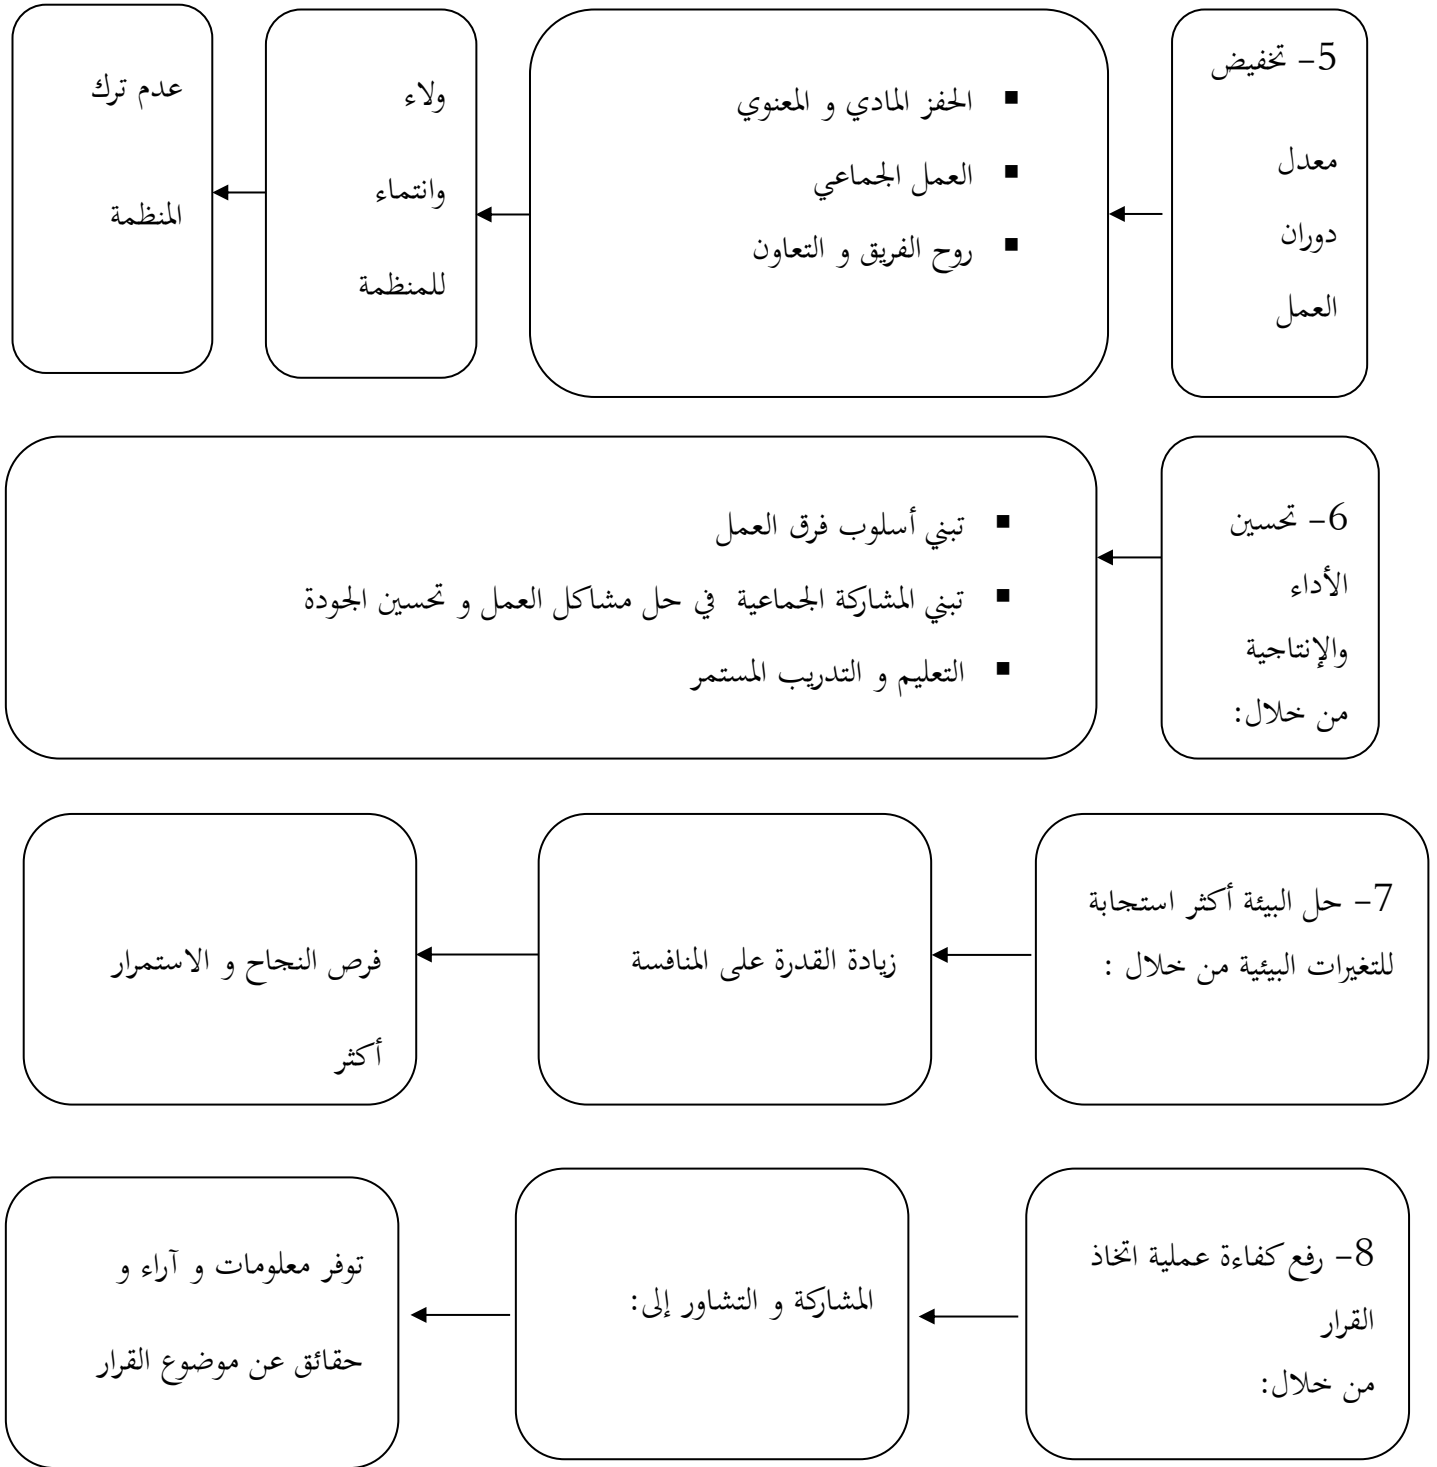 5- تخفيض
معدل
دوران
العمل
▪ الحفز المادي و المعنوي
▪ العمل الجماعي
▪ روح الفريق و التعاون
ولاء
وانتماء
للمنظمة
عدم ترك
المنظمة
6- تحسين
الأداء
والإنتاجية
من خلال:
▪ تبني أسلوب فرق العمل
▪ تبني المشاركة الجماعية في حل مشاكل العمل و تحسين الجودة
▪ التعليم و التدريب المستمر
7- حل البيئة أكثر استجابة
للتغيرات البيئية من خلال :
زيادة القدرة على المنافسة
فرص النجاح و الاستمرار
أكثر
8- رفع كفاءة عملية اتخاذ
القرار
من خلال:
المشاركة و التشاور إلى:
توفر معلومات و آراء و
حقائق عن موضوع القرار